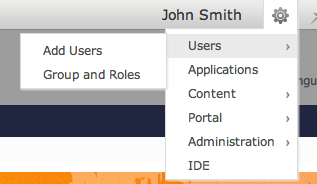 John Smith
Add Users
Group and Roles
Users
Applications
Content
Portal
Administration
IDE